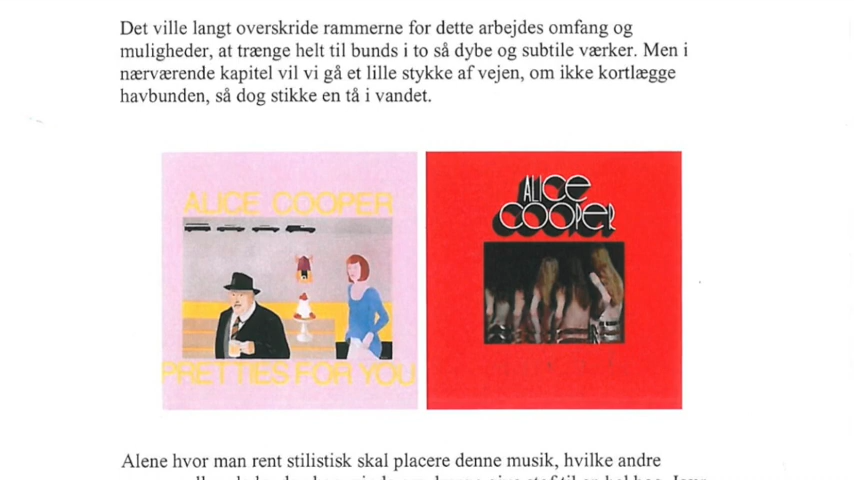 Det ville langt overskride rammerne for dette arbejdes omfang og
muligheder, at trænge helt til bunds i to så dybe og subtile værker. Men i
nærværende kapitel vil vi gå et lille stykke af vejen, om ikke kortlægge
havbunden, så dog stikke en tå i vandet.
ALICE COOPER
PRETTIES FOR YOU
ALICE
COOPER
Alene hvor man rent stilistisk skal placere denne musik, hvilke andre